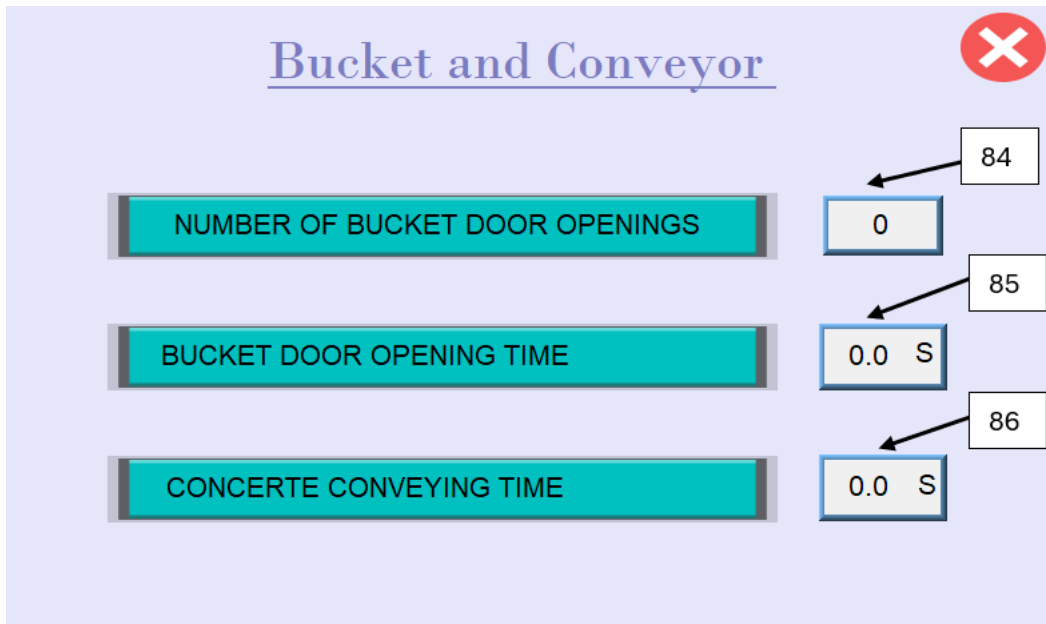 Bucket and Conveyor
84
NUMBER OF BUCKET DOOR OPENINGS 0
85
BUCKET DOOR OPENING TIME 0.0 S
86
CONCERTE CONVEYING TIME 0.0 S